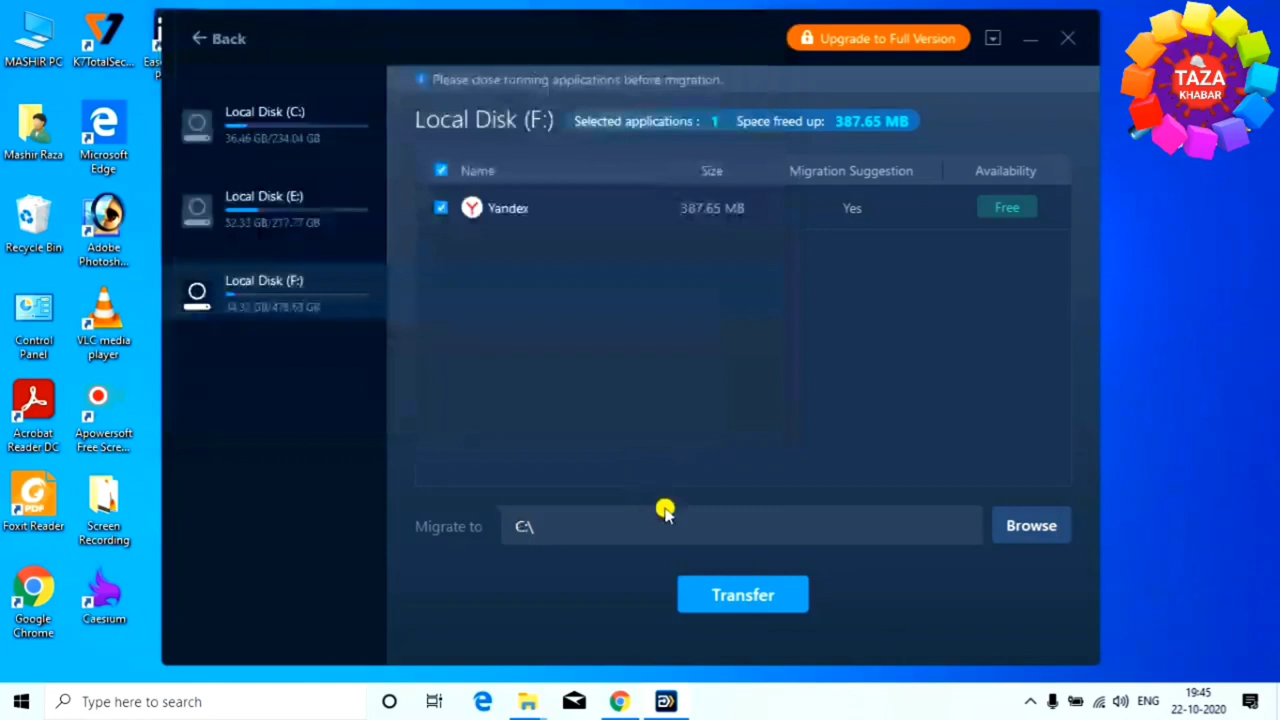 MASHIR PC
K7TotalSec...
Mashir Raza
Microsoft
Edge
Recycle Bin
Adobe
Photosh...
Control
Panel
VLC media
player
Acrobat
Reader DC
Apowersoft
Free Scre...
Foxit Reader
Screen
Recording
Google
Chrome
Caesium
Back
Upgrade to Full Version
Local Disk (C:)
36.46 GB/234.04 GB
Local Disk (E:)
Local Disk (F:)
Please close running applications before migration.
Local Disk (F:) Selected applications : 1 Space freed up: 387.65 MB
Name Size Migration Suggestion Availability
Yandex 387.65 MB Yes Free
Migrate to C:\ Browse
Transfer
TAZA
KHABAR
Type here to search
ENG
19:45
22-10-2020